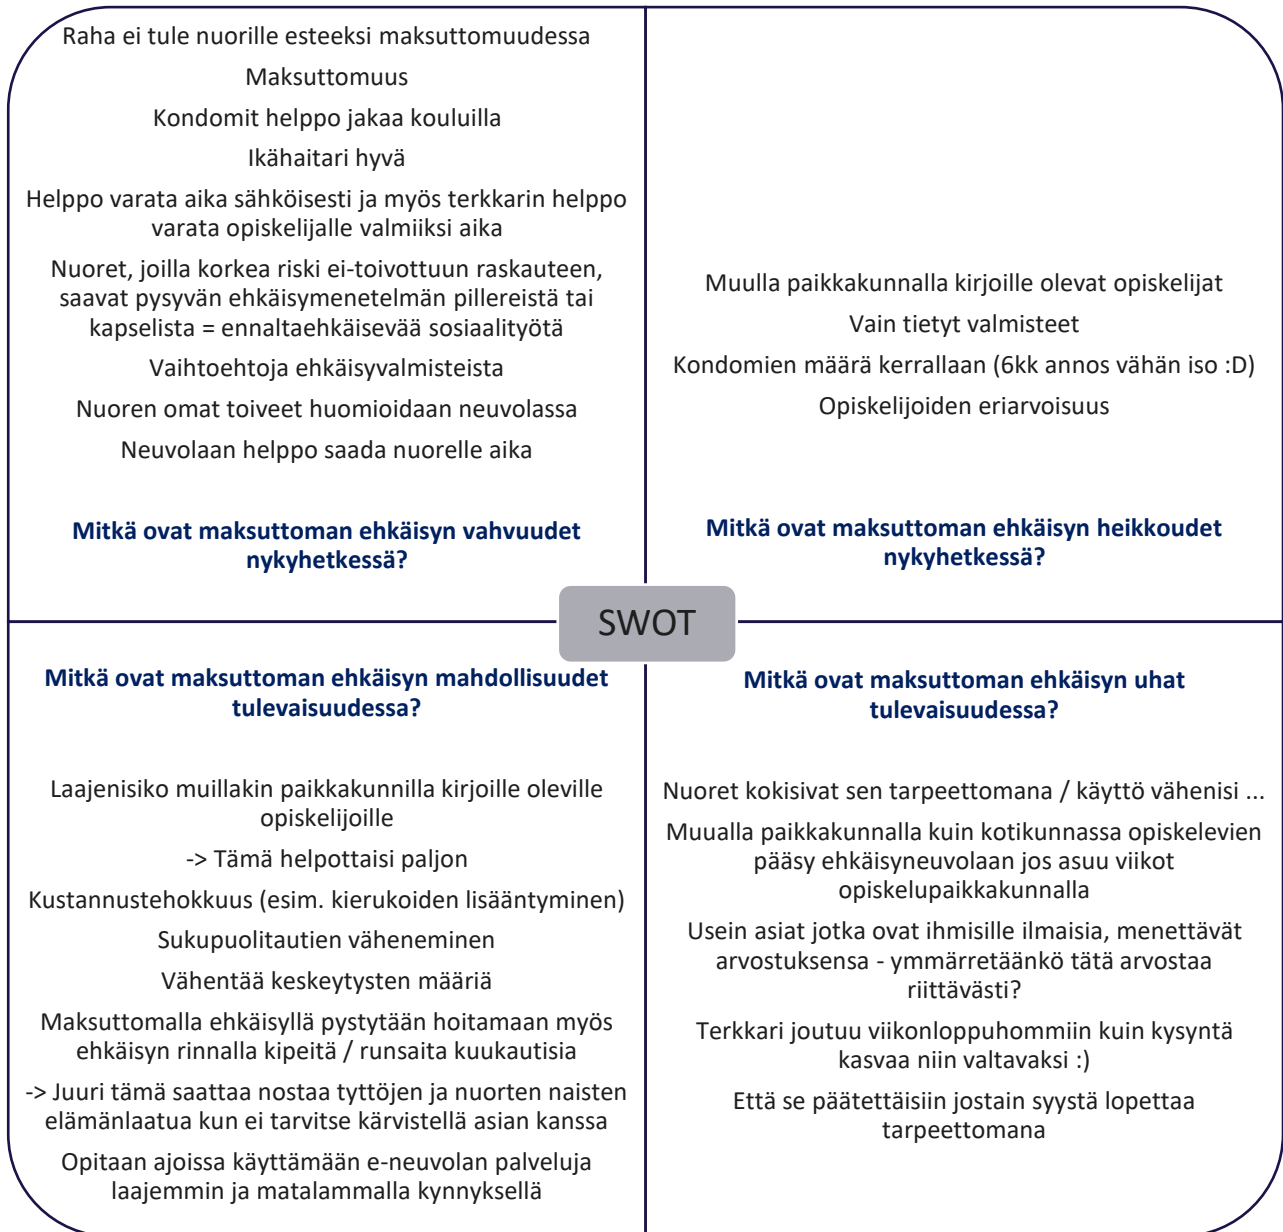 Raha ei tule nuorille esteeksi maksuttomuudessa
Maksuttomuus
Kondomit helppo jakaa kouluilla
Ikähaitari hyvä
Helppo varata aika sähköisesti ja myös terkkarin helppo
varata opiskelijalle valmiiksi aika
Nuoret, joilla korkea riski ei-toivottuun raskauteen,
saavat pysyvän ehkäisymenetelmän pillereistä tai
kapselista = ennaltaehkäisevää sosiaalityötä
Vaihtoehtoja ehkäisyvalmisteista
Nuoren omat toiveet huomioidaan neuvolassa
Neuvolaan helppo saada nuorelle aika
Mitkä ovat maksuttoman ehkäisyn vahvuudet
nykyhetkessä?
Muulla paikkakunnalla kirjoille olevat opiskelijat
Vain tietyt valmisteet
Kondomien määrä kerrallaan (6kk annos vähän iso :D)
Opiskelijoiden eriarvoisuus
Mitkä ovat maksuttoman ehkäisyn heikkoudet
nykyhetkessä?
SWOT
Mitkä ovat maksuttoman ehkäisyn mahdollisuudet
tulevaisuudessa?
Laajenisiko muillakin paikkakunnilla kirjoille oleville
opiskelijoille
-> Tämä helpottaisi paljon
Kustannustehokkuus (esim. kierukoiden lisääntyminen)
Sukupuolitautien väheneminen
Vähentää keskeytysten määriä
Maksuttomalla ehkäisyllä pystytään hoitamaan myös
ehkäisyn rinnalla kipeitä / runsaita kuukautisia
-> Juuri tämä saattaa nostaa tyttöjen ja nuorten naisten
elämänlaatua kun ei tarvitse kärvistellä asian kanssa
Opitaan ajoissa käyttämään e-neuvolan palveluja
laajemmin ja matalammalla kynnyksellä
Mitkä ovat maksuttoman ehkäisyn uhat
tulevaisuudessa?
Nuoret kokisivat sen tarpeettomana / käyttö vähenisi ...
Muualla paikkakunnalla kuin kotikunnassa opiskelevien
pääsy ehkäisyneuvolaan jos asuu viikot
opiskelupaikkakunnalla
Usein asiat jotka ovat ihmisille ilmaisia, menettävät
arvostuksensa - ymmärretäänkö tätä arvostaa
riittävästi?
Terkkari joutuu viikonloppuhommiin kuin kysyntä
kasvaa niin valtavaksi :)
Että se päätettäisiin jostain syystä lopettaa
tarpeettomana